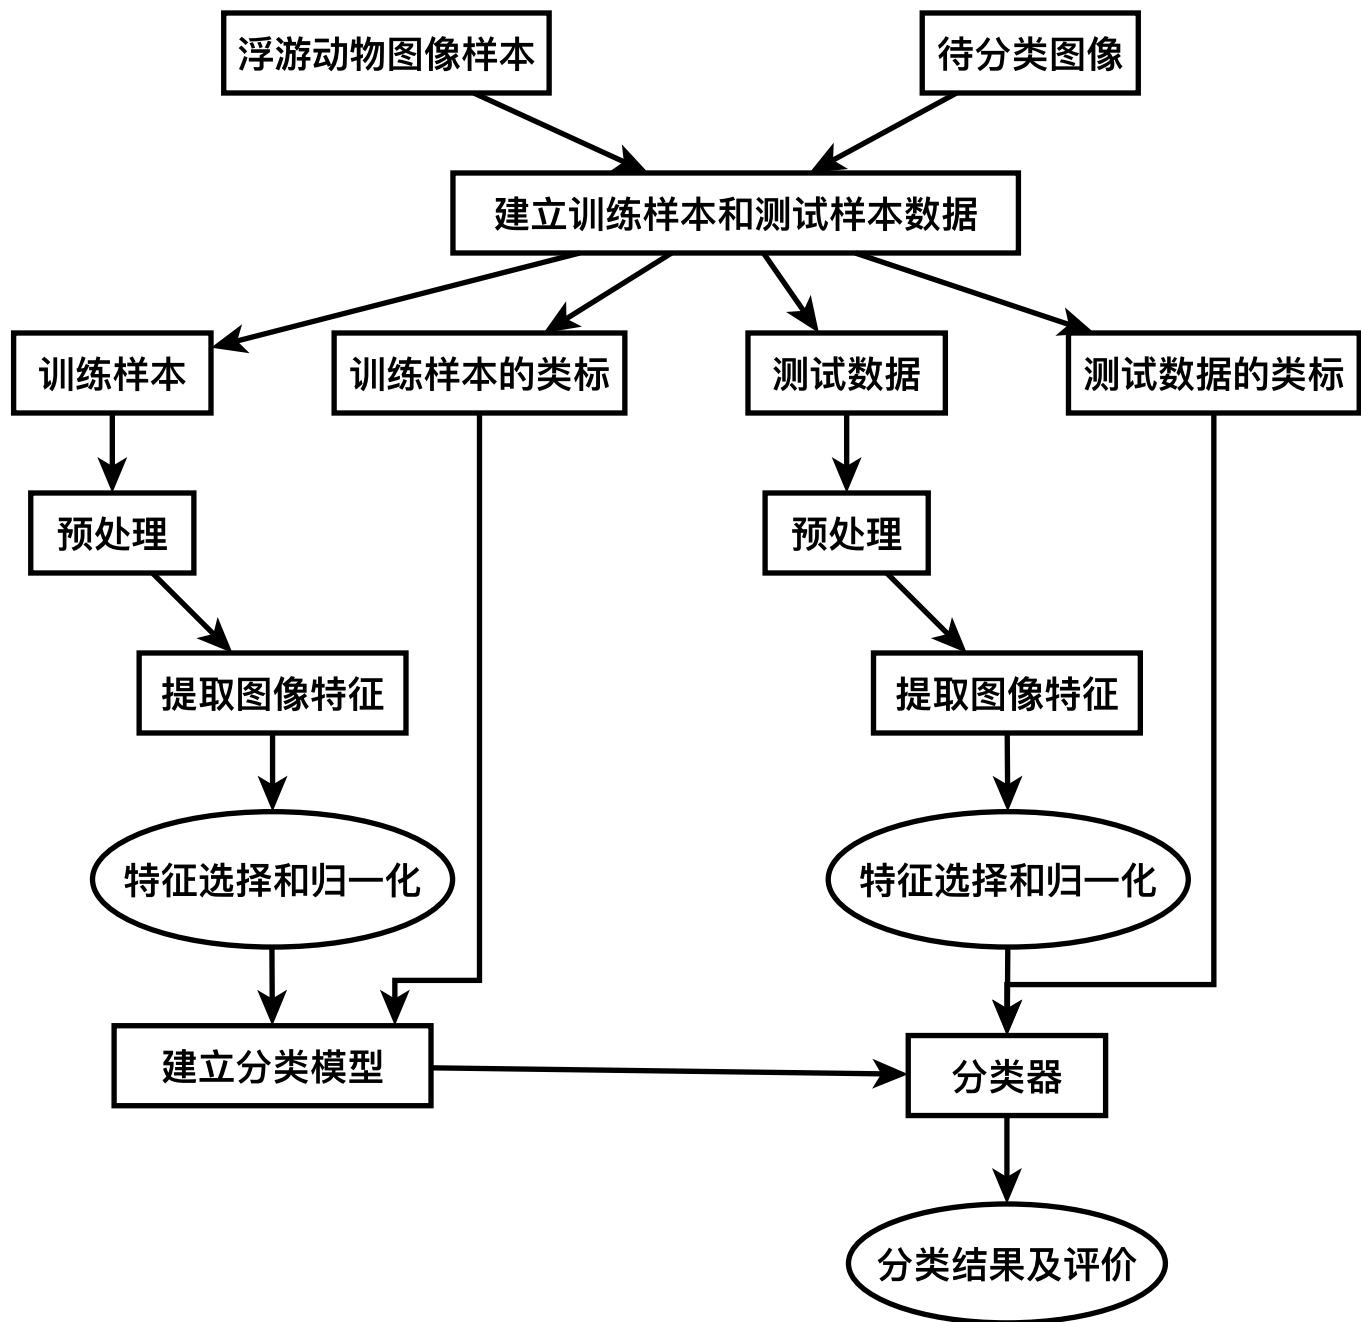 浮游动物图像样本
待分类图像
建立训练样本和测试样本数据
训练样本
训练样本的类标
测试数据
测试数据的类标
预处理
预处理
提取图像特征
提取图像特征
特征选择和归一化
特征选择和归一化
建立分类模型
分类器
分类结果及评价